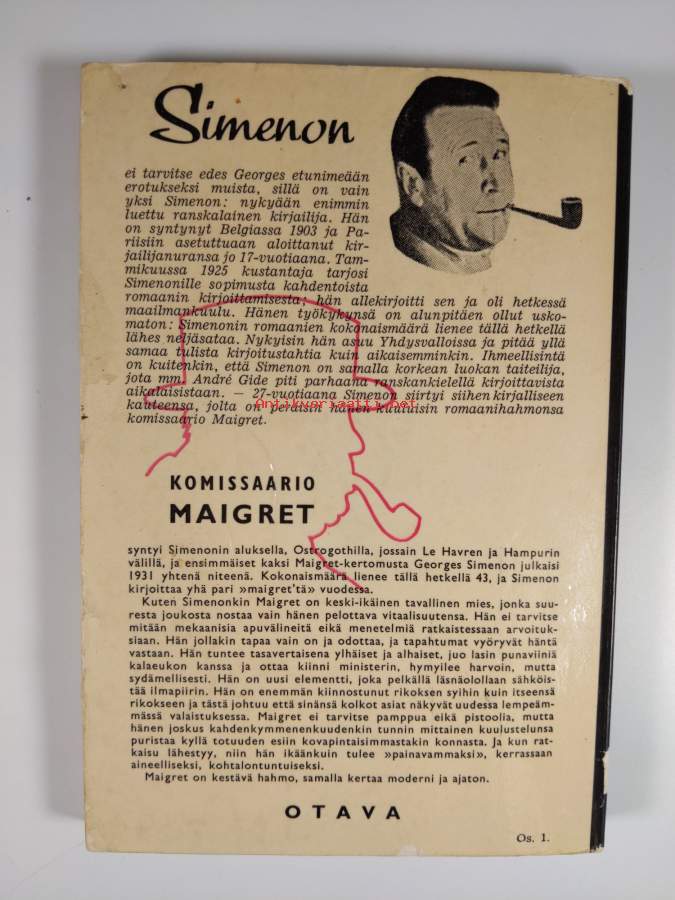 Simenon
ei tarvitse edes Georges etunimeään
erotukseksi muista, sillä on vain
yksi Simenon: nykyään enimmin
luettu ranskalainen kirjailija. Hän
on syntynyt Belgiassa 1903 ja Pa-
riisiin asetuttuaan aloittanut kir-
jailijanuransa jo 17-vuotiaana. Tam-
mikuussa 1925 kustantaja tarjosi
Simenonille sopimusta kahdentoista
romaanin kirjoittamisesta; hän allekirjoitti sen ja oli hetkessä
maailmankuulu. Hänen työkykynsä on alunpitäen ollut usko-
maton: Simenonin romaanien kokonaismäärä lienee tällä hetkellä
lähes neljäsataa. Nykyisin hän asuu Yhdysvalloissa ja pitää yllä
samaa tulista kirjoitustahtia kuin aikaisemminkin. Ihmeellisintä
on kuitenkin, että Simenon on samalla korkean luokan taiteilija,
jota mm. André Gide piti parhaana ranskankielellä kirjoittavista
aikalaisistaan. — 27-vuotiaana Simenon siirtyi siihen kirjalliseen
kauteensa, jolta on peräisin hänen kuuluisin romaanihahmonsa
komissaario Maigret.
Antikvariaatti.net
KOMISSAARIO
MAIGRET
syntyi Simenonin aluksella, Ostrogothilla, jossain Le Havren ja Hampurin
välillä, ja ensimmäiset kaksi Maigret-kertomusta Georges Simenon julkaisi
1931 yhtenä niteenä. Kokonaismäärä lienee tällä hetkellä 43, ja Simenon
kirjoittaa yhä pari »maigret'tä» vuodessa.
Kuten Simenonkin Maigret on keski-ikäinen tavallinen mies, jonka suu-
resta joukosta nostaa vain hänen pelottava vitaalisuutensa. Hän ei tarvitse
mitään mekaanisia apuvälineitä eikä menetelmiä ratkaistessaan arvoituk-
siaan. Hän jollakin tapaa vain on ja odottaa, ja tapahtumat vyöryvät häntä
vastaan. Hän tuntee tasavertaisena ylhäiset ja alhaiset, juo lasin punaviiniä
kalaeukon kanssa ja ottaa kiinni ministerin, hymyilee harvoin, mutta
sydämellisesti. Hän on uusi elementti, joka pelkällä läsnäolollaan sähköis-
tää ilmapiirin. Hän on enemmän kiinnostunut rikoksen syihin kuin itseensä
rikokseen ja tästä johtuu että sinänsä kolkot asiat näkyvät uudessa lempeäm-
mässä valaistuksessa. Maigret ei tarvitse pamppua eikä pistoolia, mutta
hänen joskus kahdenkymmenenkuudenkin tunnin mittainen kuulustelunsa
puristaa kyllä totuuden esiin kovapintaisimmastakin konnasta. Ja kun rat-
kaisu lähestyy, niin hän ikäänkuin tulee »painavammaksi», kerrassaan
aineelliseksi, kohtalontuntuiseksi.
Maigret on kestävä hahmo, samalla kertaa moderni ja ajaton.
OTAVA
Os. 1.